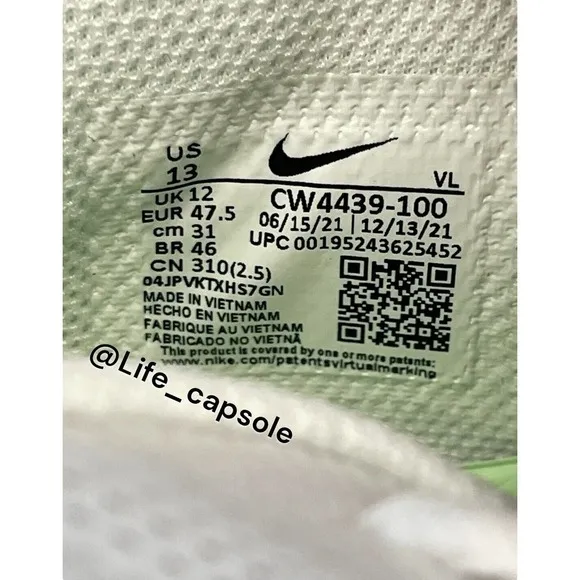 US
13
VL
UK 12
EUR 47.5
cm 31
BR 46
CN 310(2.5)
04JPVKTXHS7GN
MADE IN VIETNAM
HECHO EN VIETNAM
FABRIQUE AU VIETNAM
FABRICADO NO VIETNÃ
CW4439-100
06/15/21 | 12/13/21
UPC 00195243625452
This product is covered by one or more patents:
www.nike.com/patentsvirtualmarking
@Life_capsole